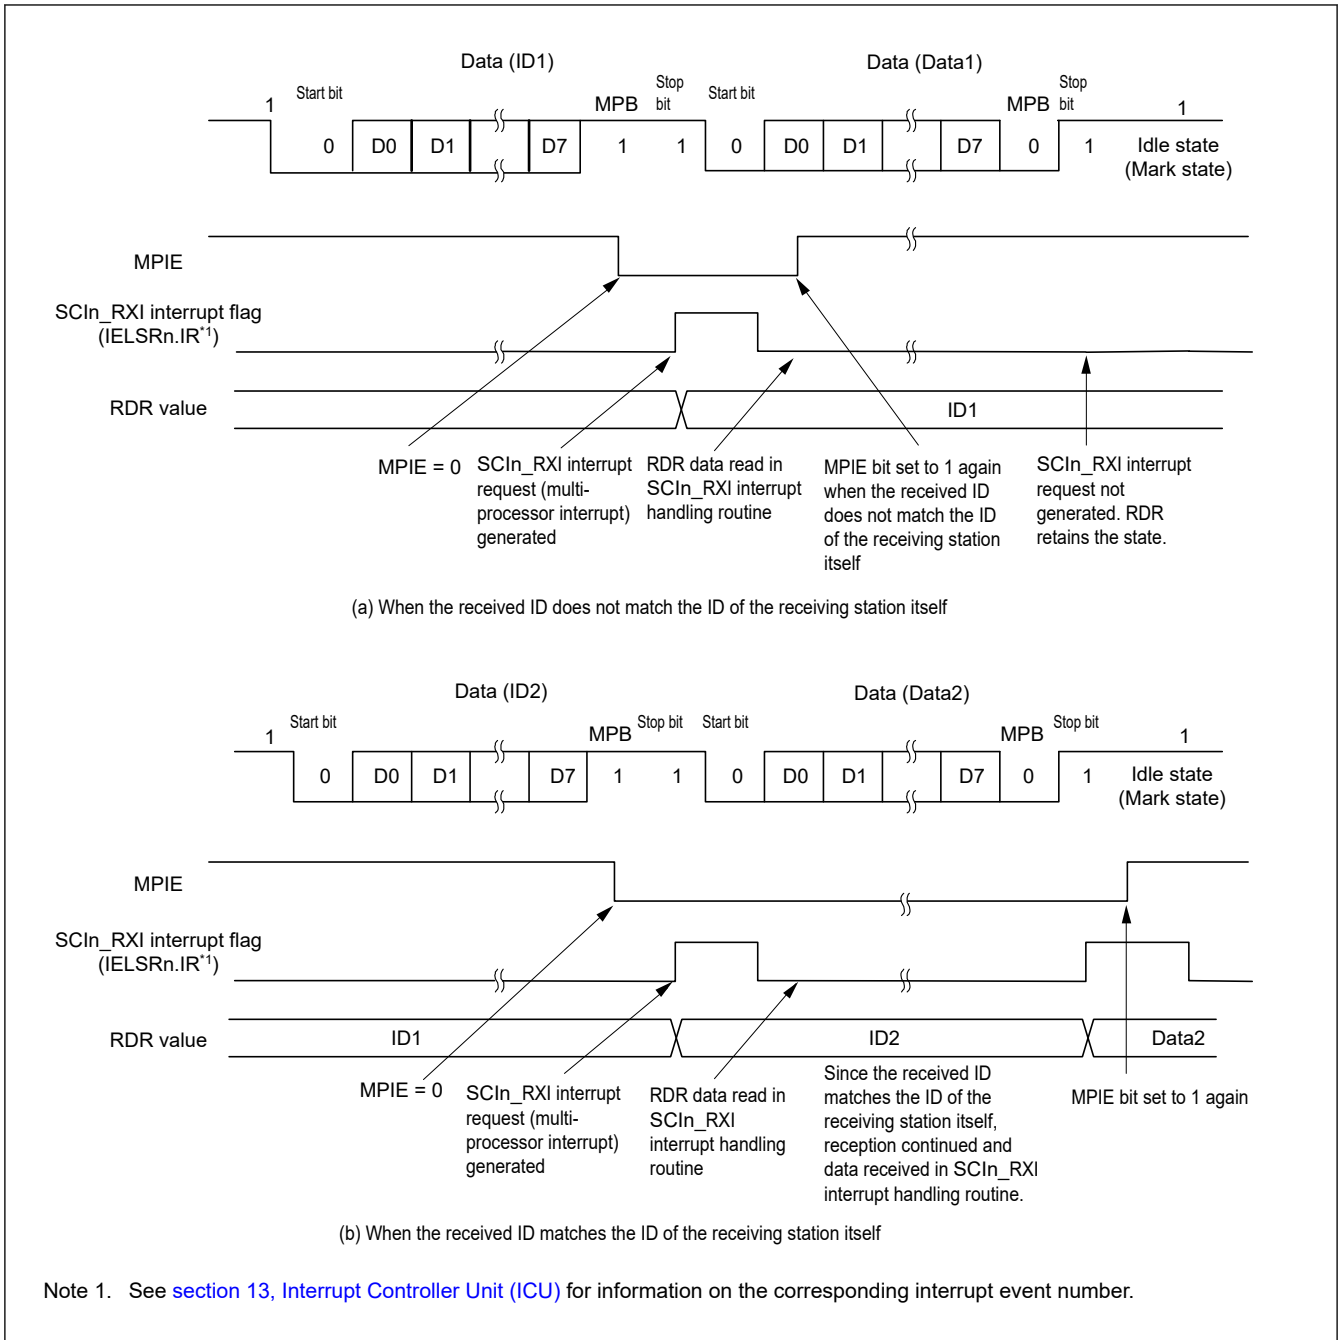 Data (ID1)
Data (Data1)
1
Start bit
MPB
Stop
bit
Start bit
MPB
Stop
bit
1
0 D0 D1 D7 1 1 0 D0 D1 D7 0 1 Idle state
(Mark state)
MPIE
SCIn_RXI interrupt flag
(IELSRn.IR*1)
RDR value
ID1
MPIE = 0
SCIn_RXI interrupt
request (multi-
processor interrupt)
generated
RDR data read in
SCIn_RXI interrupt
handling routine
MPIE bit set to 1 again
when the received ID
does not match the ID
of the receiving station
itself
SCIn_RXI interrupt
request not
generated. RDR
retains the state.
(a) When the received ID does not match the ID of the receiving station itself
Data (ID2)
Data (Data2)
1
Start bit
MPB
Stop bit
Start bit
MPB
Stop bit
1
0 D0 D1 D7 1 1 0 D0 D1 D7 0 1 Idle state
(Mark state)
MPIE
SCIn_RXI interrupt flag
(IELSRn.IR*1)
RDR value
ID1
ID2
Data2
MPIE = 0
SCIn_RXI interrupt
request (multi-
processor interrupt)
generated
RDR data read in
SCIn_RXI
interrupt handling
routine
Since the received ID
matches the ID of the
receiving station itself,
reception continued and
data received in SCIn_RXI
interrupt handling routine.
MPIE bit set to 1 again
(b) When the received ID matches the ID of the receiving station itself
Note 1. See section 13, Interrupt Controller Unit (ICU) for information on the corresponding interrupt event number.